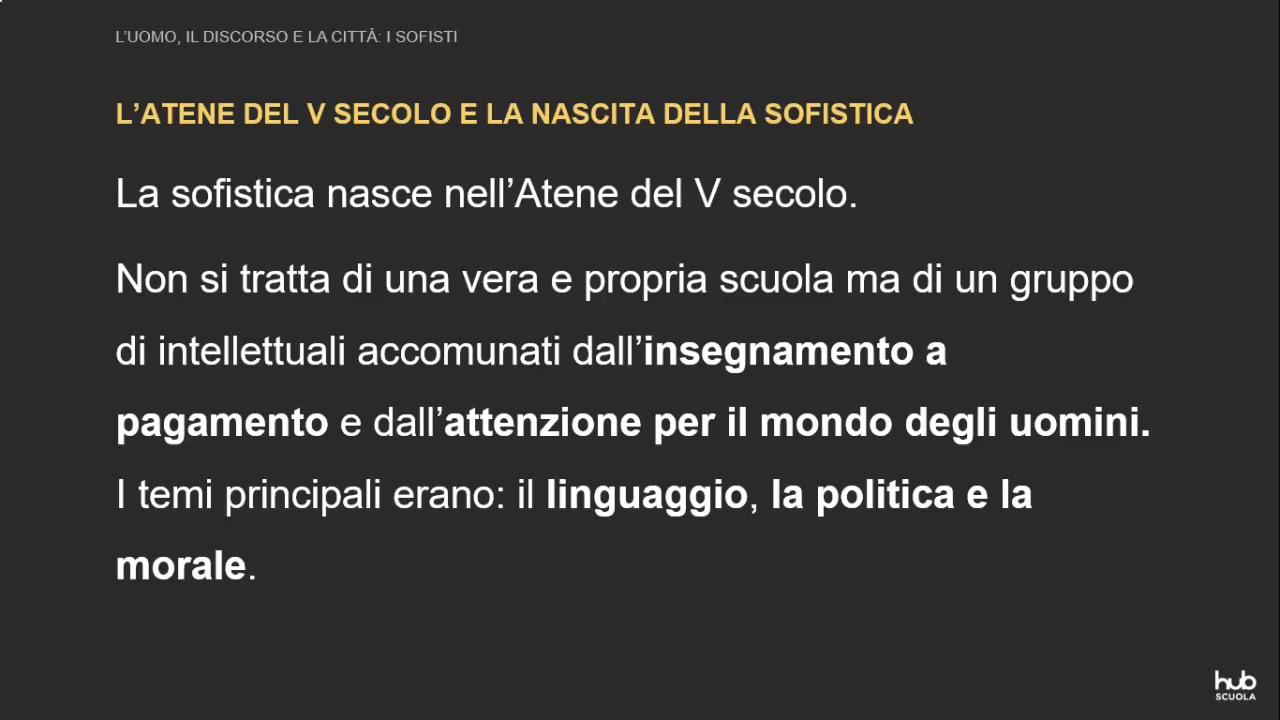 L’UOMO, IL DISCORSO E LA CITTÀ: I SOFISTI
L’ATENE DEL V SECOLO E LA NASCITA DELLA SOFISTICA
La sofistica nasce nell’Atene del V secolo.
Non si tratta di una vera e propria scuola ma di un gruppo
di intellettuali accomunati dall’insegnamento a
pagamento e dall’attenzione per il mondo degli uomini.
I temi principali erano: il linguaggio, la politica e la
morale.
hub
SCUOLA